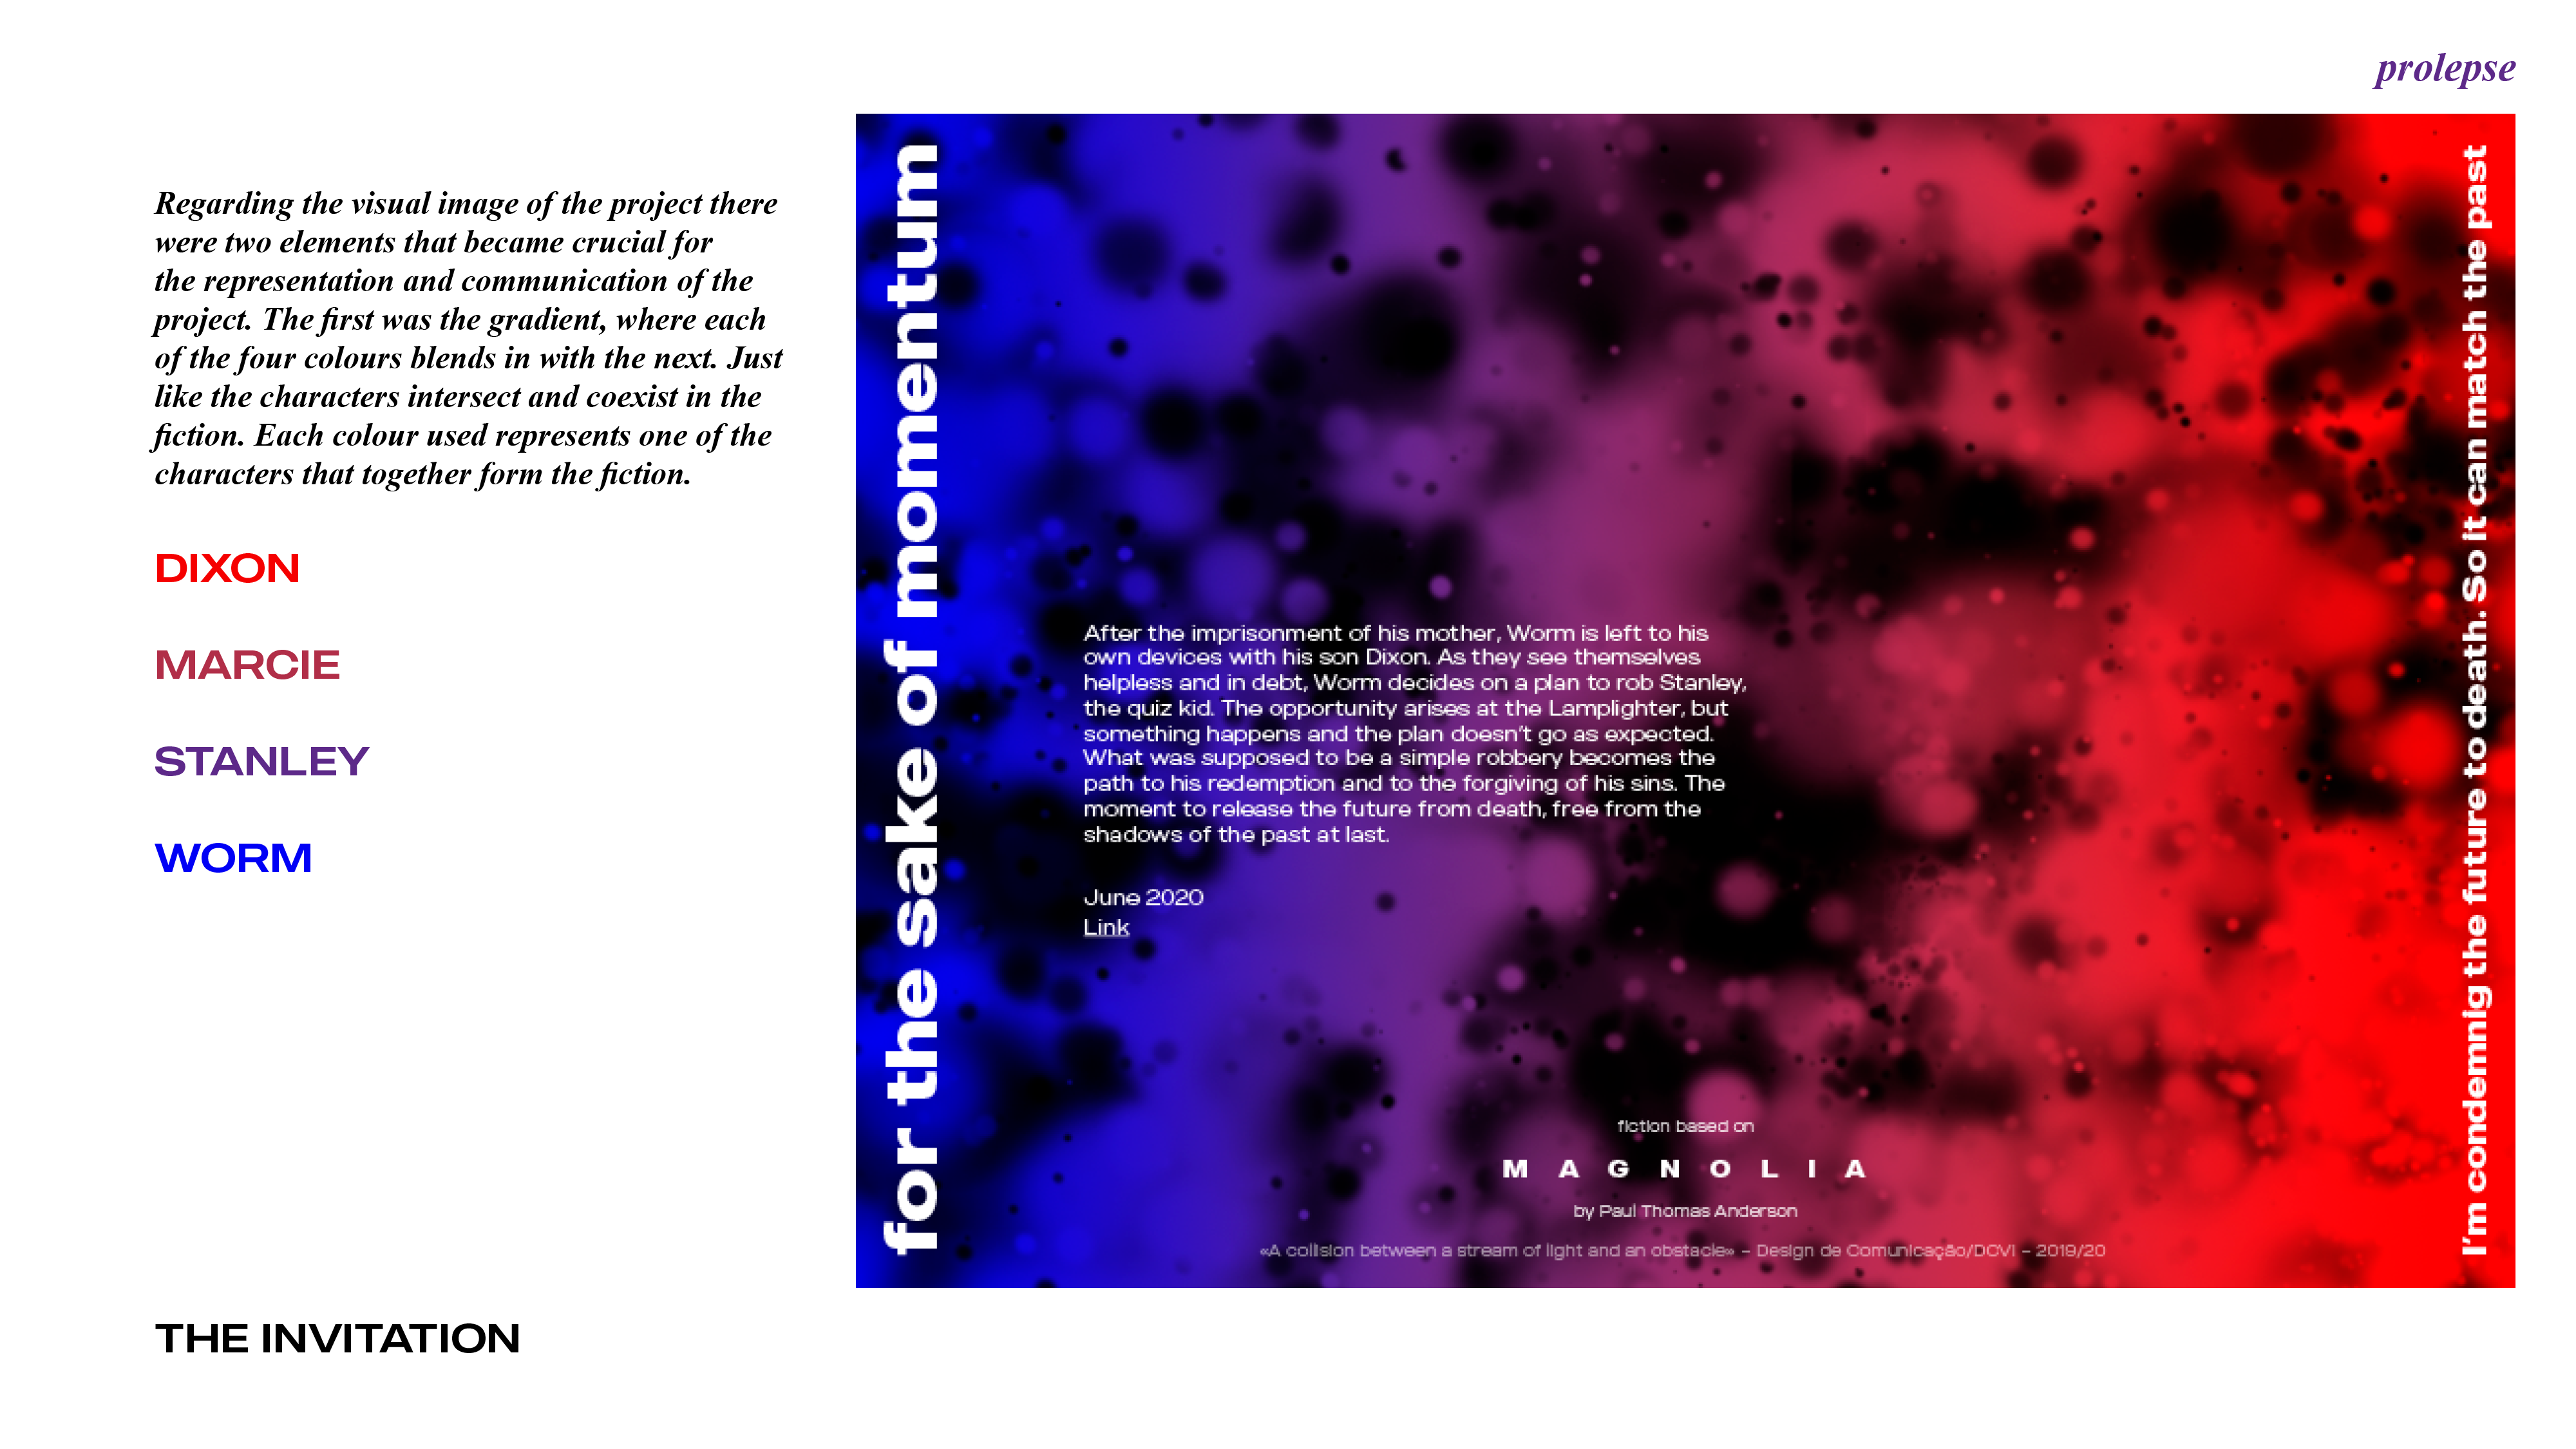 prolepse
Regarding the visual image of the project there
were two elements that became crucial for
the representation and communication of the
project. The first was the gradient, where each
of the four colours blends in with the next. Just
like the characters intersect and coexist in the
fiction. Each colour used represents one of the
characters that together form the fiction.
DIXON
MARCIE
STANLEY
WORM
THE INVITATION
for the sake of momentum
After the imprisonment of his mother, Worm is left to his
own devices with his son Dixon. As they see themselves
helpless and in debt, Worm decides on a plan to rob Stanley,
the quiz kid. The opportunity arises at the Lamplighter, but
something happens and the plan doesn't go as expected.
What was supposed to be a simple robbery becomes the
path to his redemption and to the forgiving of his sins. The
moment to release the future from death, free from the
shadows of the past at last.
June 2020
Link
fiction based on
M A G N O L I A
by Paul Thomas Anderson
«A collision between a stream of light and an obstacle» – Design de Comunicação/DCVI – 2019/20
I'm condemnig the future to death. So it can match the past